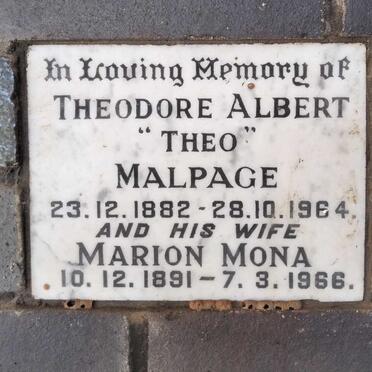 In Loving Memory of
THEODORE ALBERT
"THEO"
MALPAGE
23.12.1882-28.10.1964.
AND HIS WIFE
MARION MONA
10.12.1891-7.3.1966.